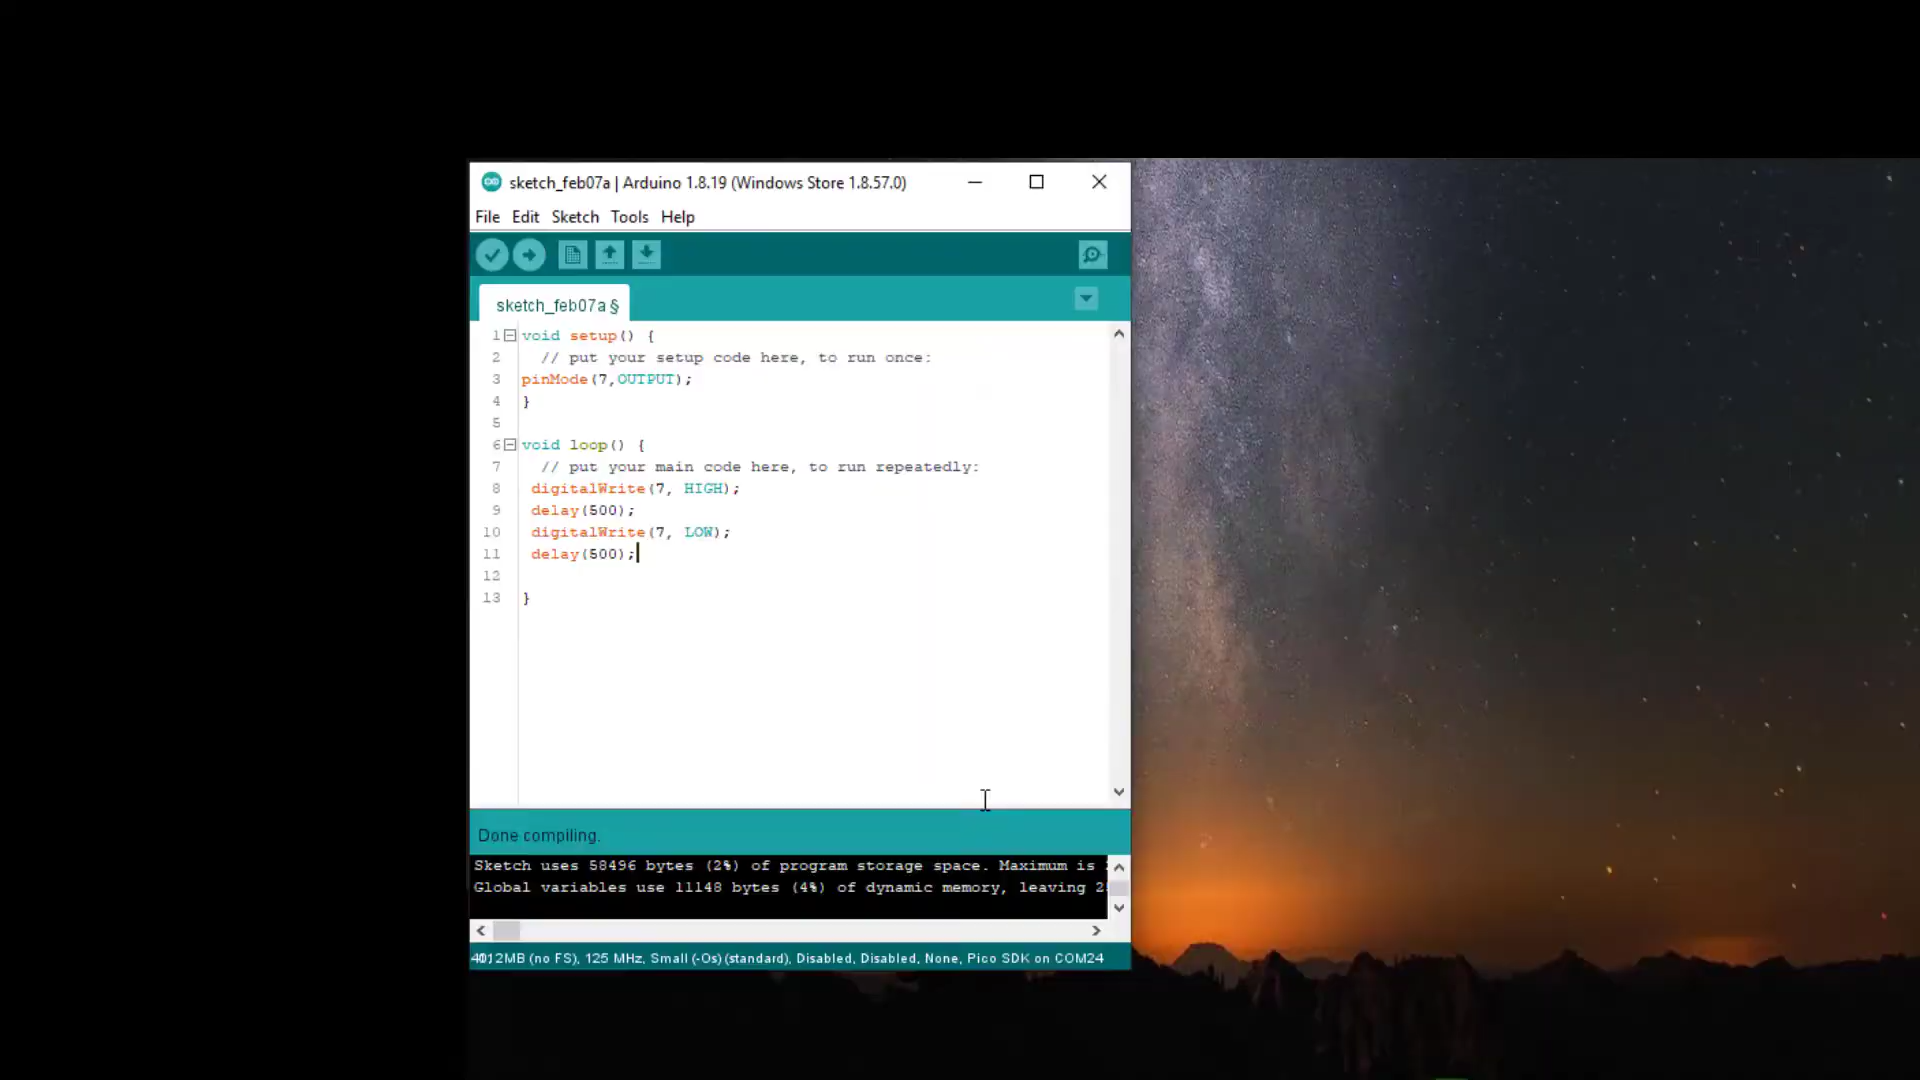 sketch_feb07a | Arduino 1.8.19 (Windows Store 1.8.57.0)
File Edit Sketch Tools Help
sketch_feb07a §
1 void setup() {
2 // put your setup code here, to run once:
3 pinMode(7,OUTPUT);
4 }
5
6 void loop() {
7 // put your main code here, to run repeatedly:
8 digitalWrite(7, HIGH);
9 delay(500);
10 digitalWrite(7, LOW);
11 delay(500);
12
13 }
Done compiling.
Sketch uses 58496 bytes (2%) of program storage space. Maximum is
Global variables use 11148 bytes (4%) of dynamic memory, leaving 2
2MB (no FS), 125 MHz, Small (-Os) (standard), Disabled, Disabled, None, Pico SDK on COM24